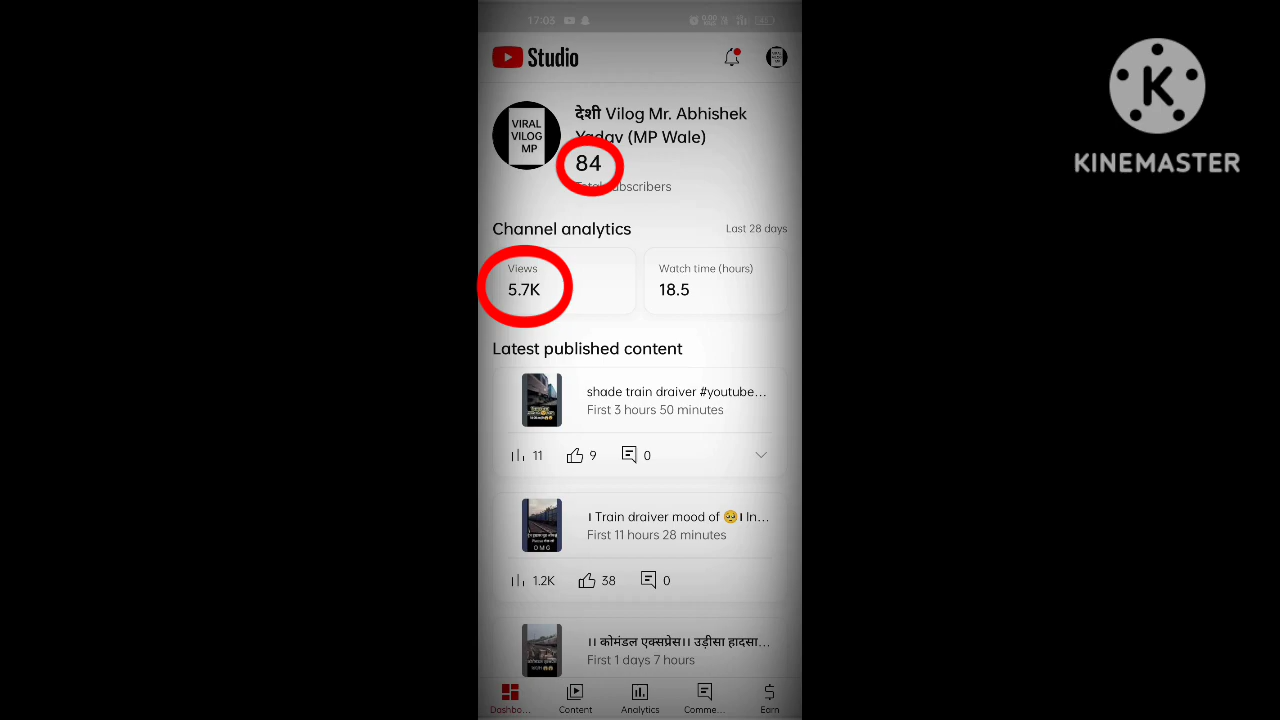 17:03
Studio
देशी Vilog Mr. Abhishek
Yadav (MP Wale)
VIRAL
VILOG
MP
84
Total subscribers
Channel analytics
Last 28 days
Views
5.7K
Watch time (hours)
18.5
Latest published content
shade train draiver #youtube...
First 3 hours 50 minutes
11 9 0
। Train draiver mood of 🥺। In...
First 11 hours 28 minutes
OMG
1.2K 38 0
।। कोमंडल एक्सप्रेस।। उड़ीसा हादसा...
First 1 days 7 hours
Dashbo...
Content
Analytics
Comme...
Earn
K
KINEMASTER